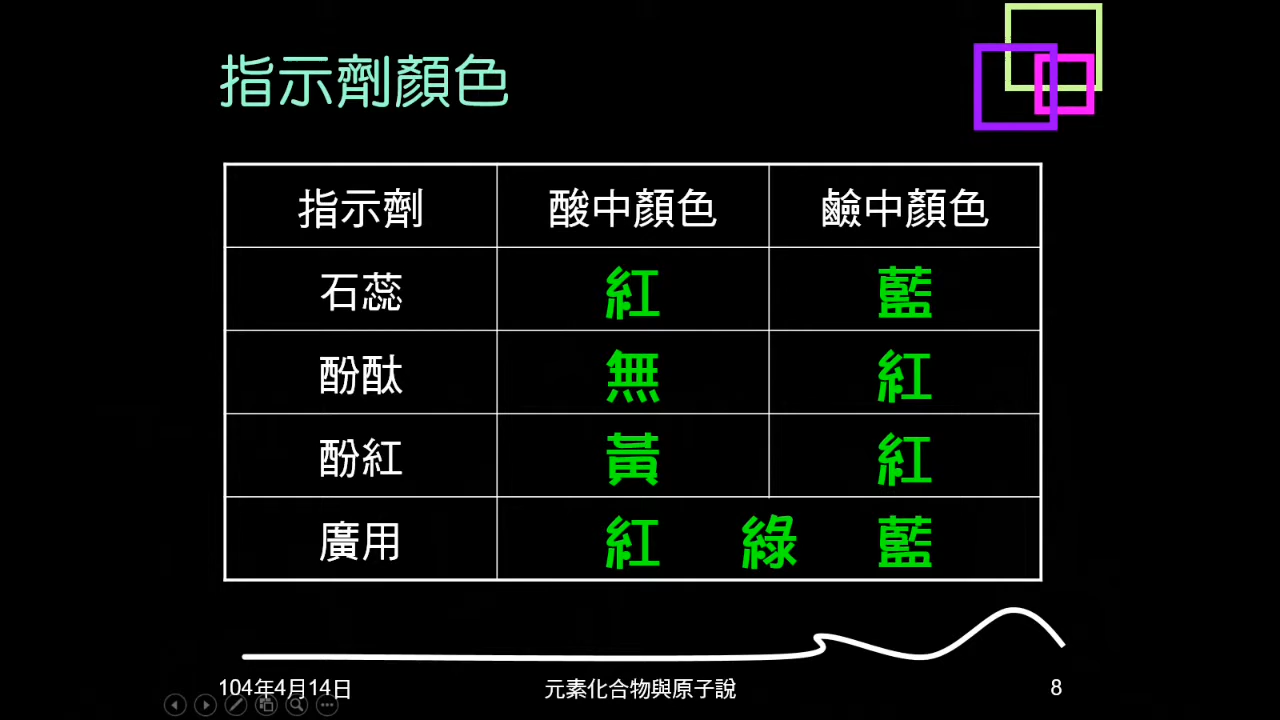 指示劑顏色
指示劑 酸中顏色 鹼中顏色
石蕊 紅 藍
酚酞 無 紅
酚紅 黃 紅
廣用 紅 綠 藍
104年4月14日 元素化合物與原子說 8